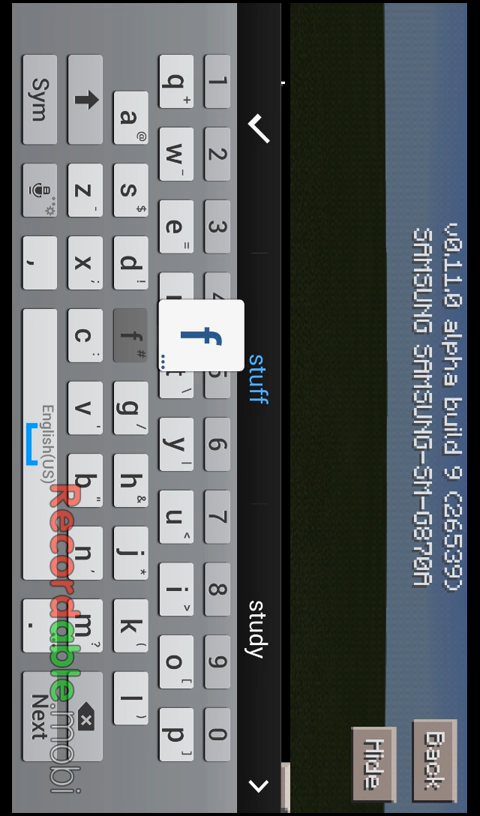 v0.11.0 alpha build 9 (26539)
SAMSUNG SAMSUNG-SM-G870A
Back
Hide
stuff study
1 2 3 4 5 6 7 8 9 0
q + w - e = f ... t \ y | u < i > o [ p ]
a @ s $ d ! f # g / h & j * k ( l )
z - x ; c : v ' b " n , m ?
Sym , English(US) . Next
Recordable.mobi